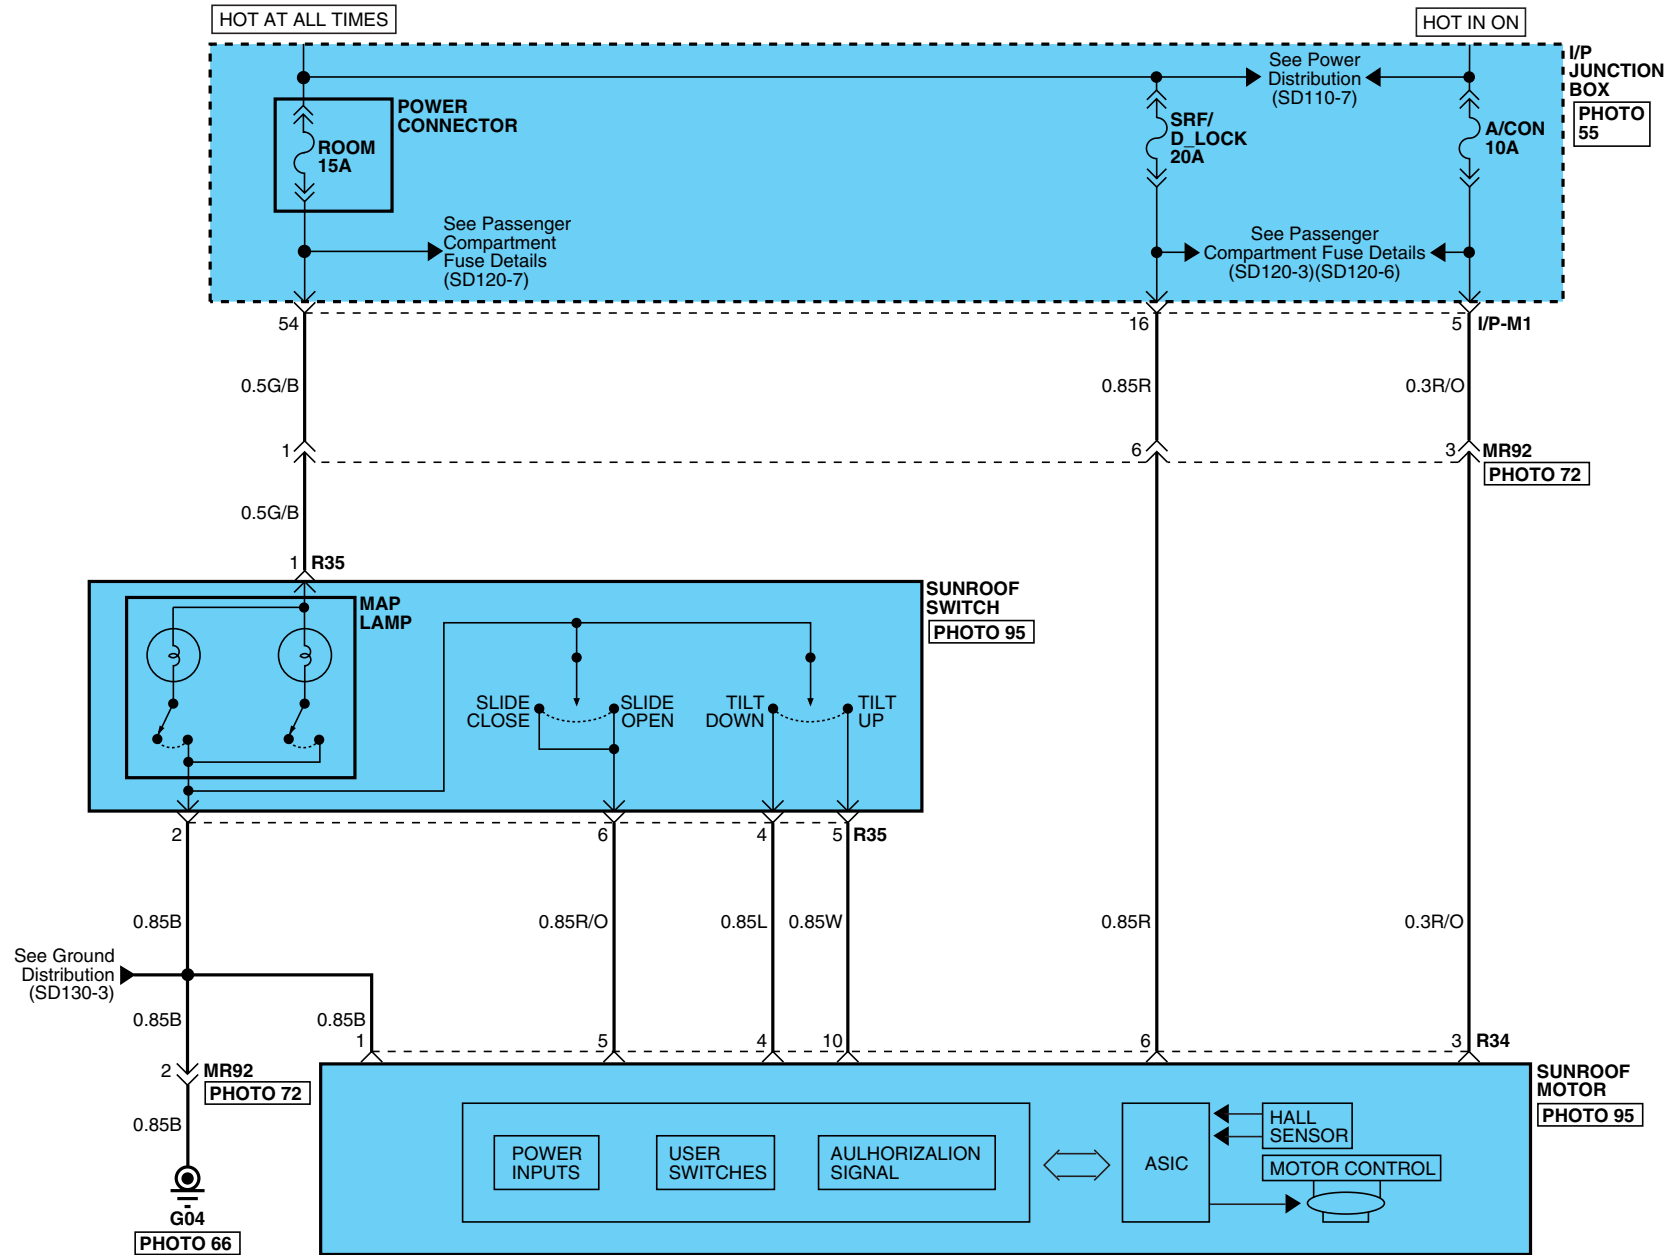 HOT AT ALL TIMES
HOT IN ON
I/P
JUNCTION
BOX
PHOTO
55
See Power
Distribution
(SD110-7)
POWER
CONNECTOR
ROOM
15A
SRF/
D_LOCK
20A
A/CON
10A
See Passenger
Compartment
Fuse Details
(SD120-7)
See Passenger
Compartment Fuse Details
(SD120-3)(SD120-6)
54
16
5
I/P-M1
0.5G/B
0.85R
0.3R/O
1
6
3
MR92
PHOTO 72
0.5G/B
1
R35
SUNROOF
SWITCH
PHOTO 95
MAP
LAMP
SLIDE
CLOSE
SLIDE
OPEN
TILT
DOWN
TILT
UP
2
6
4
5
R35
0.85B
0.85R/O
0.85L
0.85W
0.85R
0.3R/O
See Ground
Distribution
(SD130-3)
0.85B
0.85B
1
5
4
10
6
3
R34
2
MR92
PHOTO 72
SUNROOF
MOTOR
PHOTO 95
0.85B
G04
PHOTO 66
POWER
INPUTS
USER
SWITCHES
AULHORIZALION
SIGNAL
ASIC
HALL
SENSOR
MOTOR CONTROL